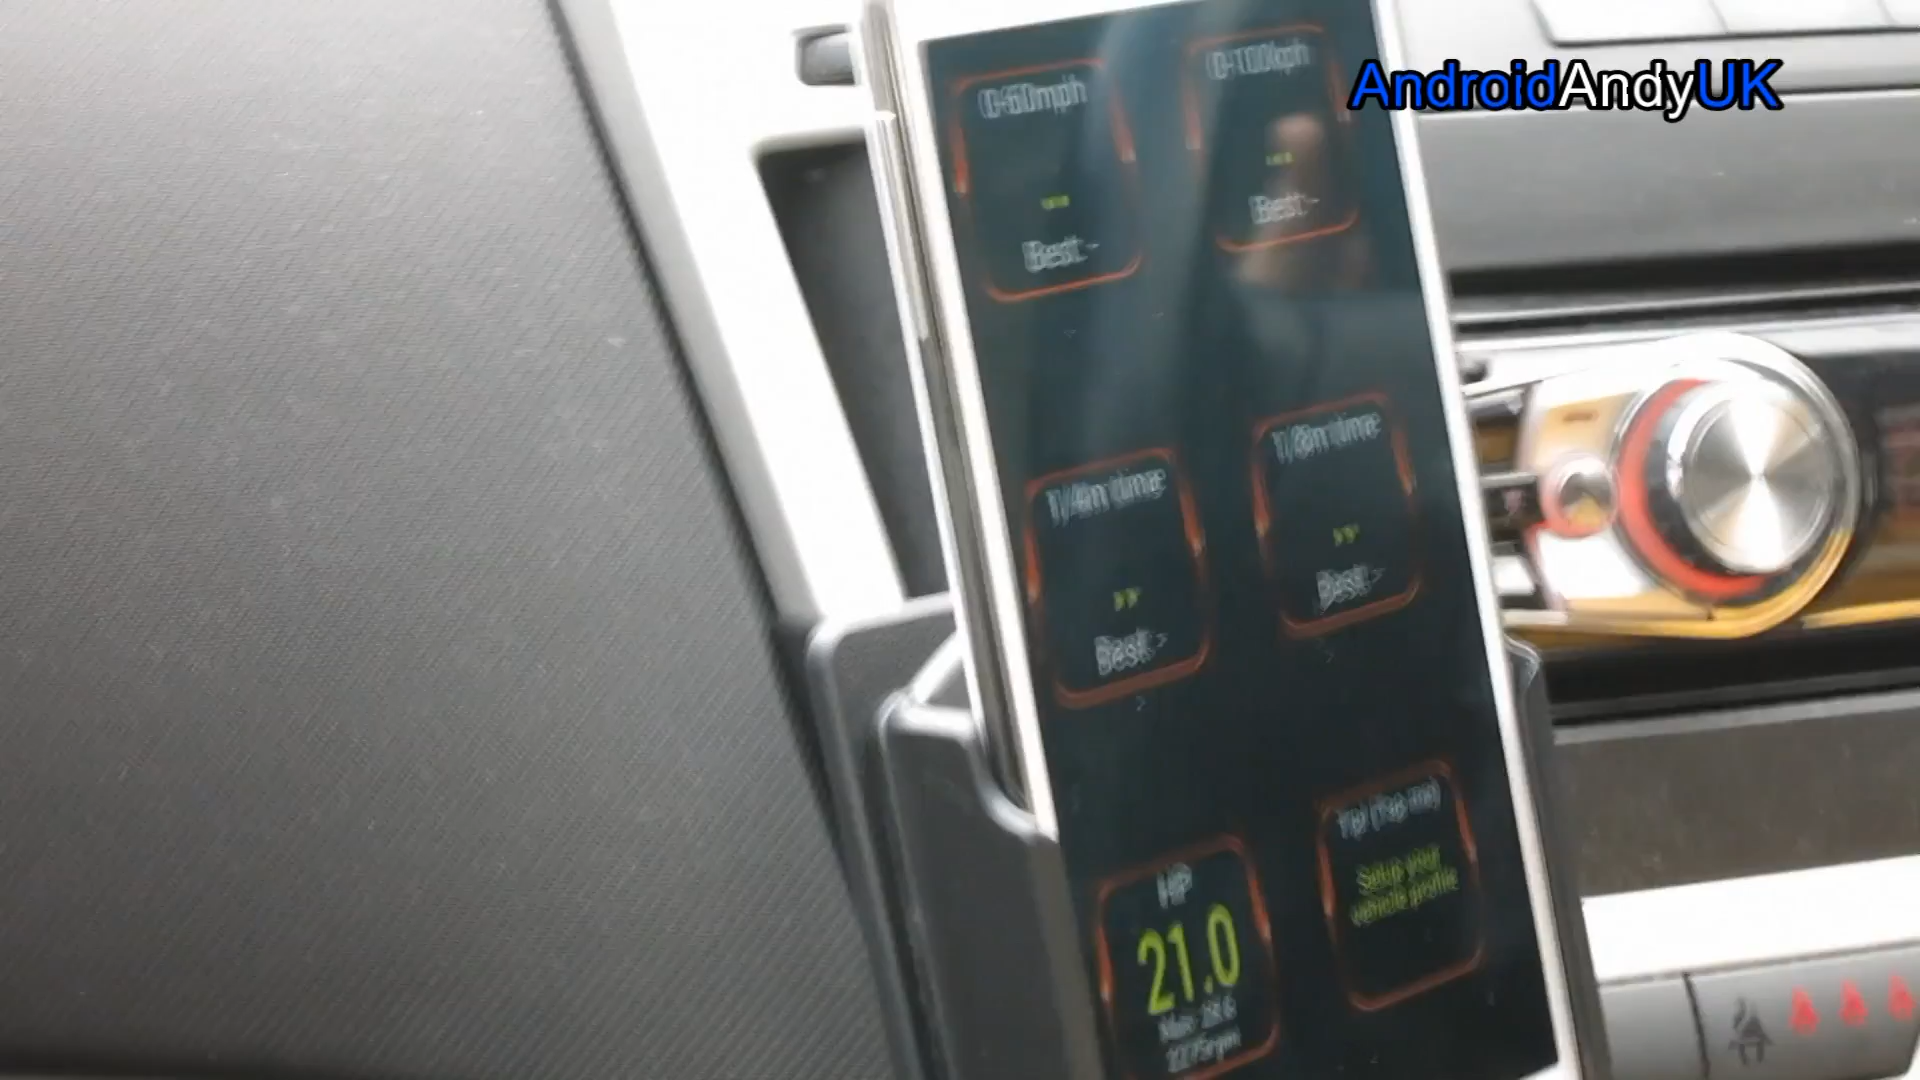 AndroidAndyUK
0-60mph
Best: -
0-100kph
Best: -
1/4m time
Best: -
1/8m time
Best: -
HP
21.0
Setup your
vehicle profile